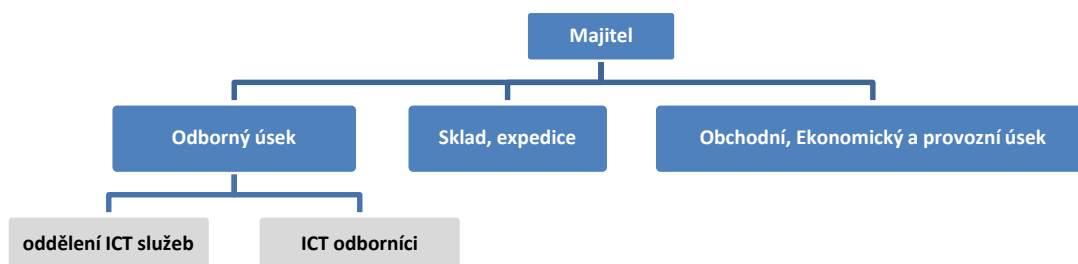 Majitel
Odborný úsek
Sklad, expedice
Obchodní, Ekonomický a provozní úsek
oddělení ICT služeb
ICT odborníci